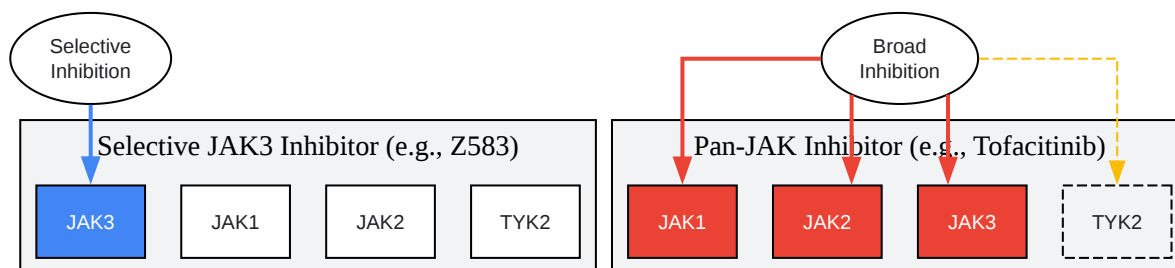 Selective
Inhibition
Broad
Inhibition
Selective JAK3 Inhibitor (e.g., Z583)
Pan-JAK Inhibitor (e.g., Tofacitinib)
JAK3
JAK1
JAK2
TYK2
JAK1
JAK2
JAK3
TYK2